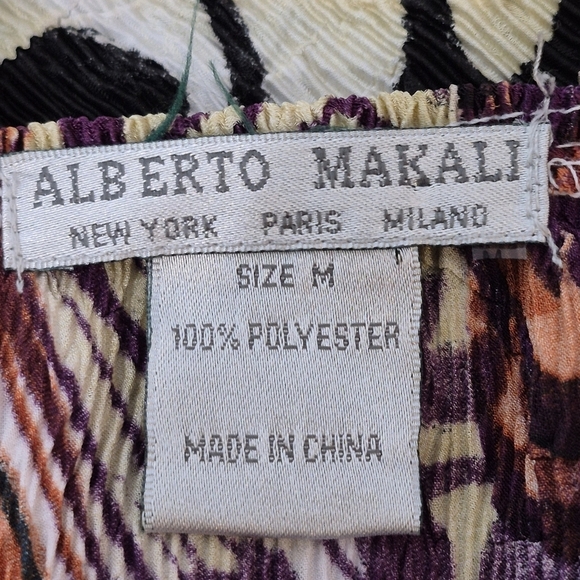 ALBERTO MAKALI
NEW YORK PARIS MILANO
SIZE M
100% POLYESTER
MADE IN CHINA